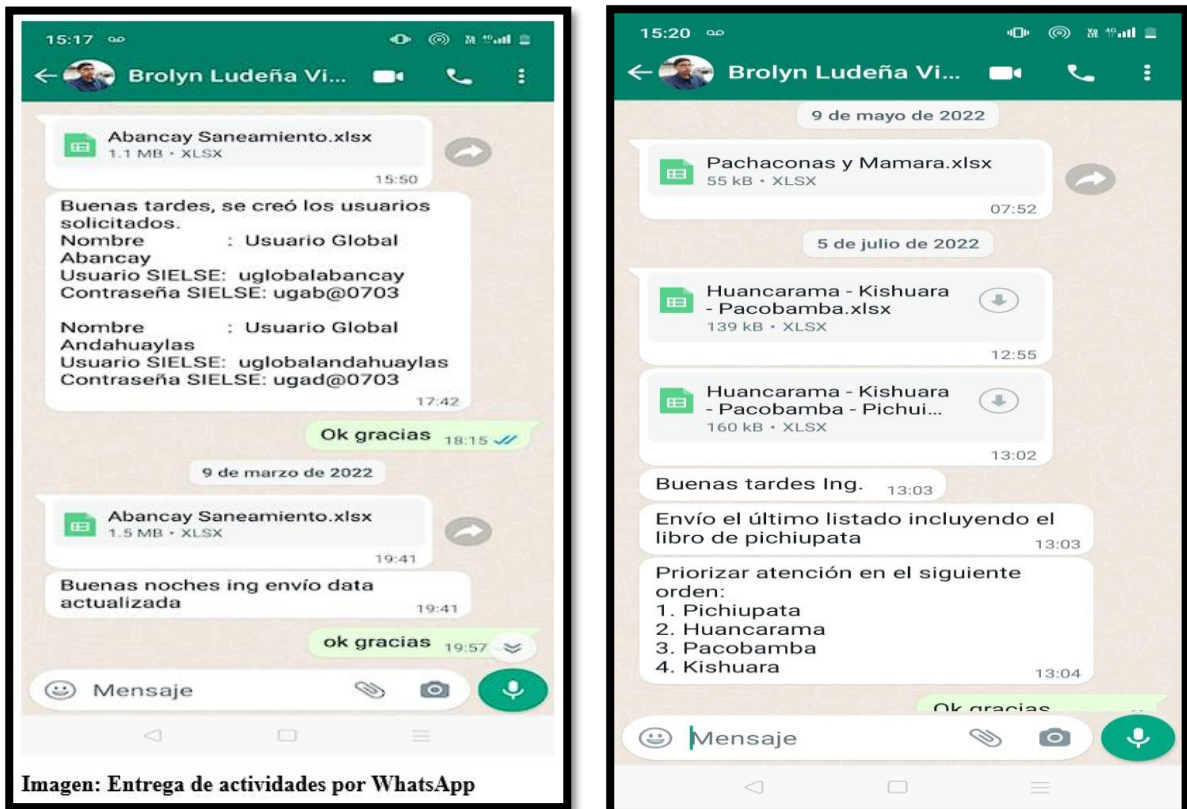 15:17
Brolyn Ludeña Vi...
Abancay Saneamiento.xlsx
1.1 MB • XLSX
15:50
Buenas tardes, se creó los usuarios
solicitados.
Nombre : Usuario Global
Abancay
Usuario SIELSE: uglobalabancay
Contraseña SIELSE: ugab@0703
Nombre : Usuario Global
Andahuaylas
Usuario SIELSE: uglobalandahuaylas
Contraseña SIELSE: ugad@0703
17:42
Ok gracias 18:15
9 de marzo de 2022
Abancay Saneamiento.xlsx
1.5 MB • XLSX
19:41
Buenas noches ing envío data
actualizada 19:41
ok gracias 19:57
Mensaje
Imagen: Entrega de actividades por WhatsApp
15:20
Brolyn Ludeña Vi...
9 de mayo de 2022
Pachaconas y Mamara.xlsx
55 kB • XLSX
07:52
5 de julio de 2022
Huancarama - Kishuara
- Pacobamba.xlsx
139 kB • XLSX
12:55
Huancarama - Kishuara
- Pacobamba - Pichui...
160 kB • XLSX
13:02
Buenas tardes Ing. 13:03
Envío el último listado incluyendo el
libro de pichiupata 13:03
Priorizar atención en el siguiente
orden:
1. Pichiupata
2. Huancarama
3. Pacobamba
4. Kishuara
13:04
Ok gracias
Mensaje